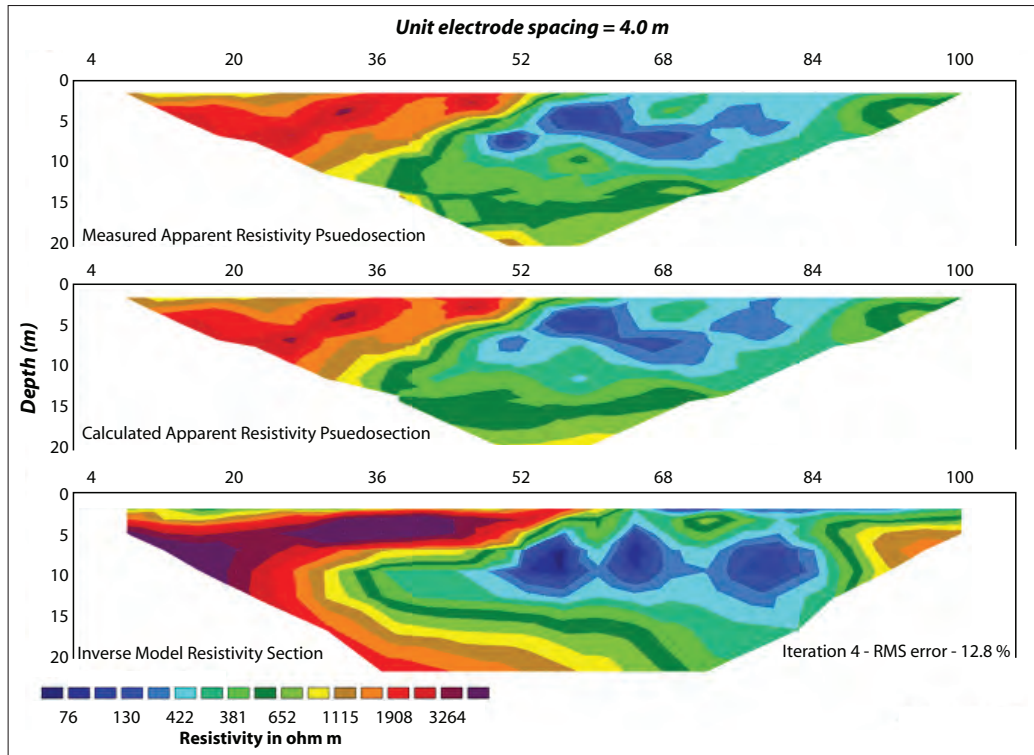 Unit electrode spacing = 4.0 m
4 20 36 52 68 84 100
0
5
10
15
20
Measured Apparent Resistivity Psuedosection
4 20 36 52 68 84 100
0
5
10
15
20
Depth (m)
Calculated Apparent Resistivity Psuedosection
4 20 36 52 68 84 100
0
5
10
15
20
Inverse Model Resistivity Section
Iteration 4 - RMS error - 12.8 %
76 130 422 381 652 1115 1908 3264
Resistivity in ohm m